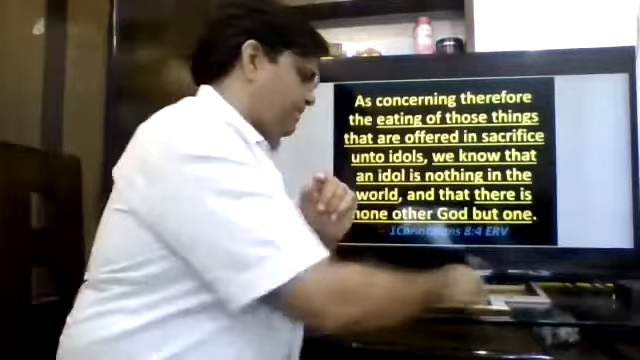 As concerning therefore
the eating of those things
that are offered in sacrifice
unto idols, we know that
an idol is nothing in the
world, and that there is
none other God but one.
– 1Corinthians 8:4 ERV